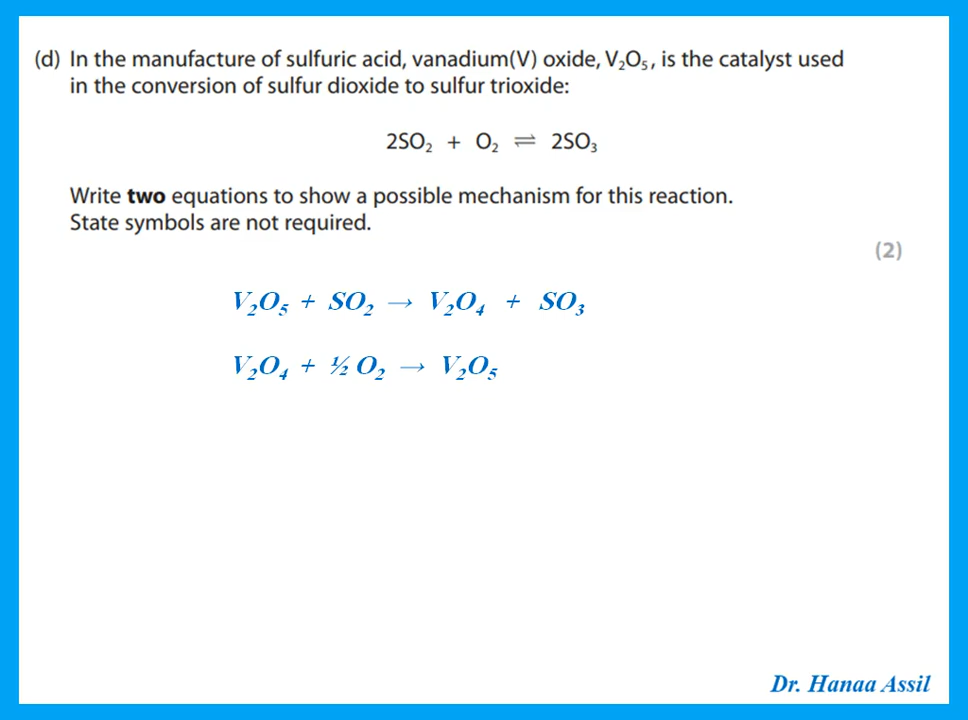 (d) In the manufacture of sulfuric acid, vanadium(V) oxide, V₂O₅, is the catalyst used
in the conversion of sulfur dioxide to sulfur trioxide:
2SO₂ + O₂ ⇌ 2SO₃
Write two equations to show a possible mechanism for this reaction.
State symbols are not required.
(2)
V₂O₅ + SO₂ → V₂O₄ + SO₃
V₂O₄ + ½ O₂ → V₂O₅
Dr. Hanaa Assil